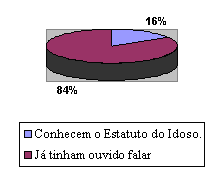 16%
84%
Conhecem o Estatuto do Idoso.
Já tinham ouvido falar